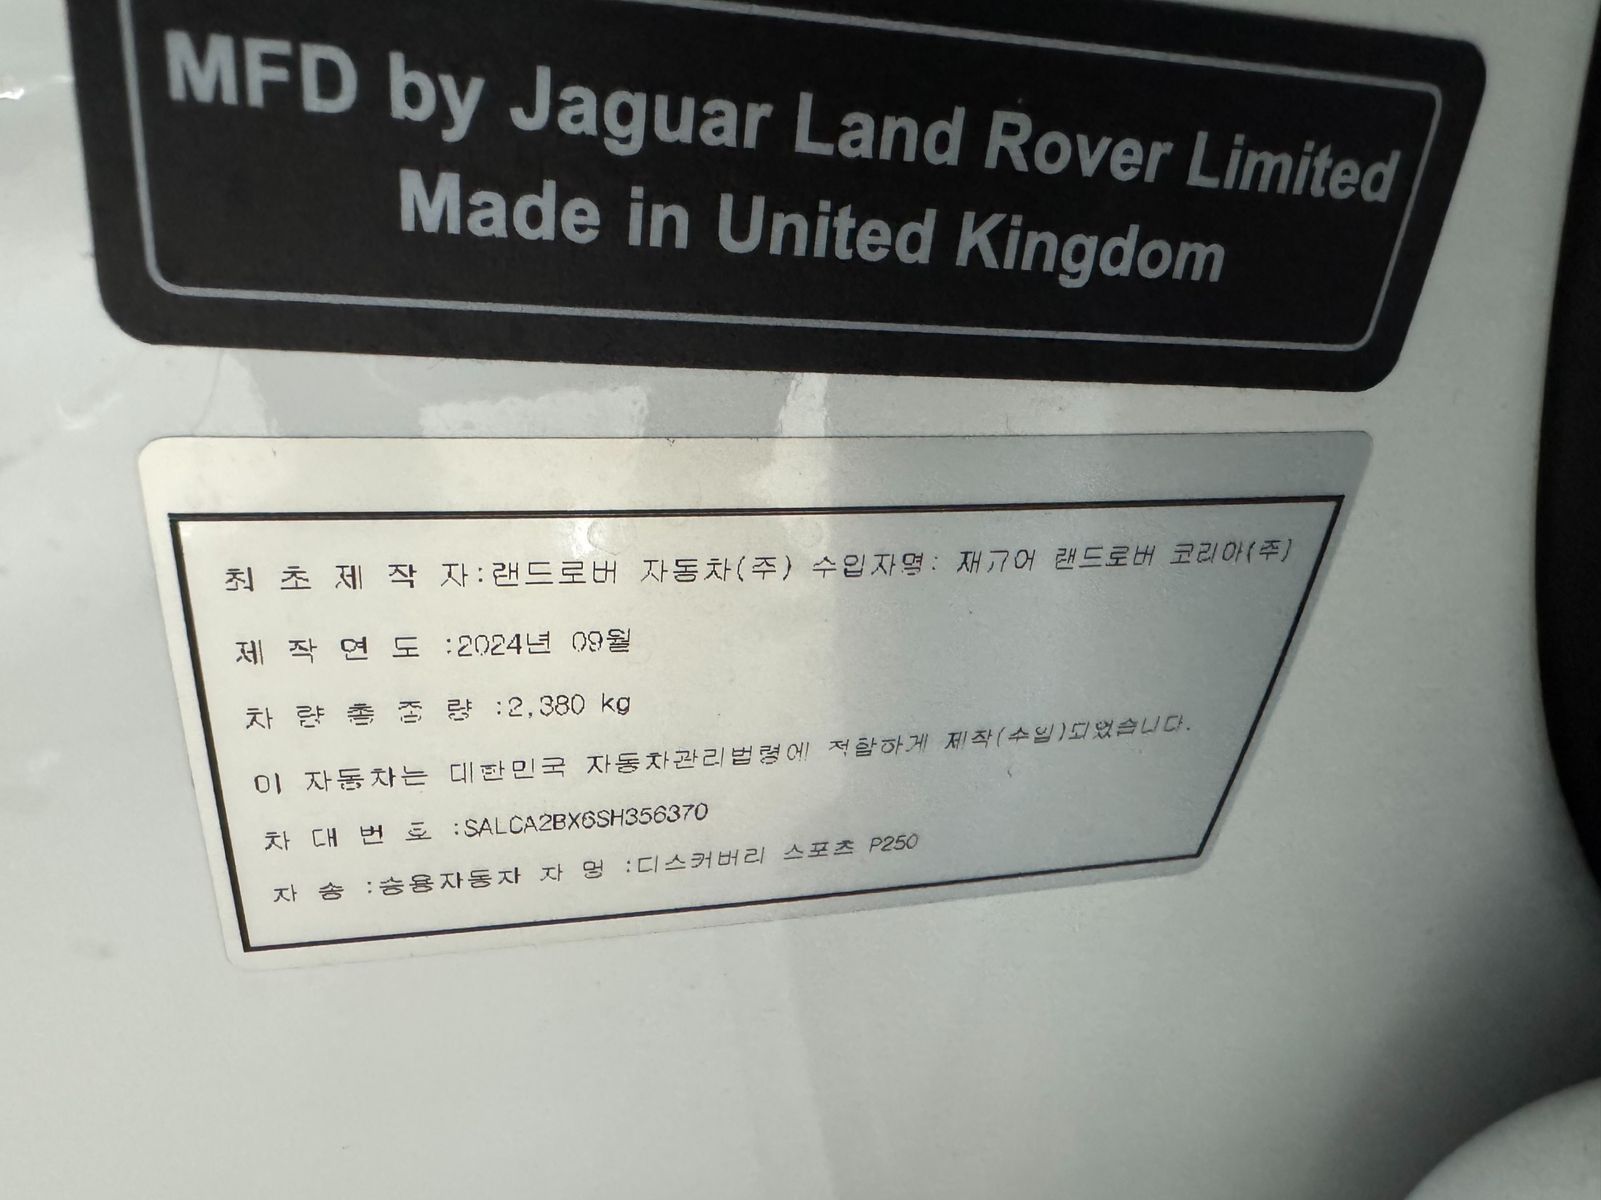 MFD by Jaguar Land Rover Limited
Made in United Kingdom
최 초 제 작 자:랜드로버 자동차(주) 수입자명: 재규어 랜드로버 코리아(주)
제 작 연 도 :2024년 09월
차 량 총 중 량 :2,380 kg
이 자동차는 대한민국 자동차관리법령에 적합하게 제작(수입)되었습니다.
차 대 번 호 :SALCA2BX6SH356370
차 종 :승용자동차 차 명 :디스커버리 스포츠 P250